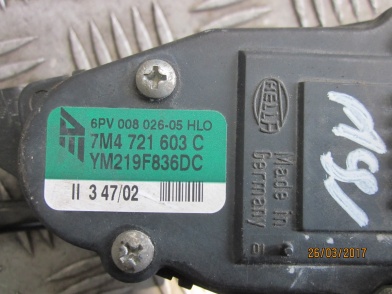 6PV 008 026-05 HLO
7M4 721 603 C
YM219F836DC
II 3 47/02
HELLA
Made in
Germany
a
26/03/2017